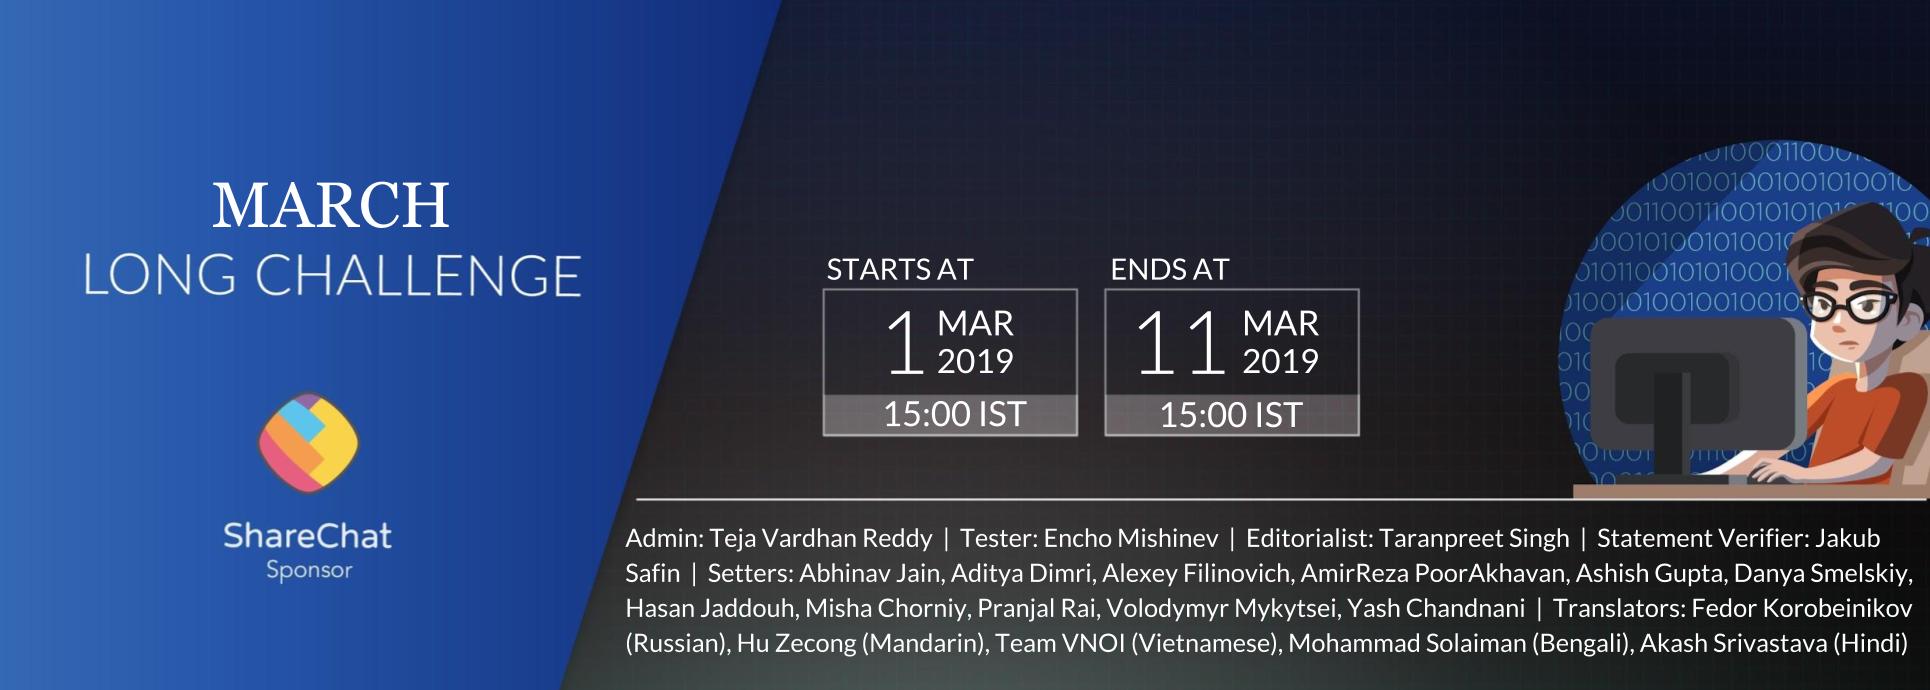 MARCH
LONG CHALLENGE
ShareChat
Sponsor
STARTS AT
1 MAR
2019
15:00 IST
ENDS AT
11 MAR
2019
15:00 IST
Admin: Teja Vardhan Reddy | Tester: Encho Mishinev | Editorialist: Taranpreet Singh | Statement Verifier: Jakub
Safin | Setters: Abhinav Jain, Aditya Dimri, Alexey Filinovich, AmirReza PoorAkhavan, Ashish Gupta, Danya Smelskiy,
Hasan Jaddouh, Misha Chorniy, Pranjal Rai, Volodymyr Mykytsei, Yash Chandnani | Translators: Fedor Korobeinikov
(Russian), Hu Zecong (Mandarin), Team VNOI (Vietnamese), Mohammad Solaiman (Bengali), Akash Srivastava (Hindi)